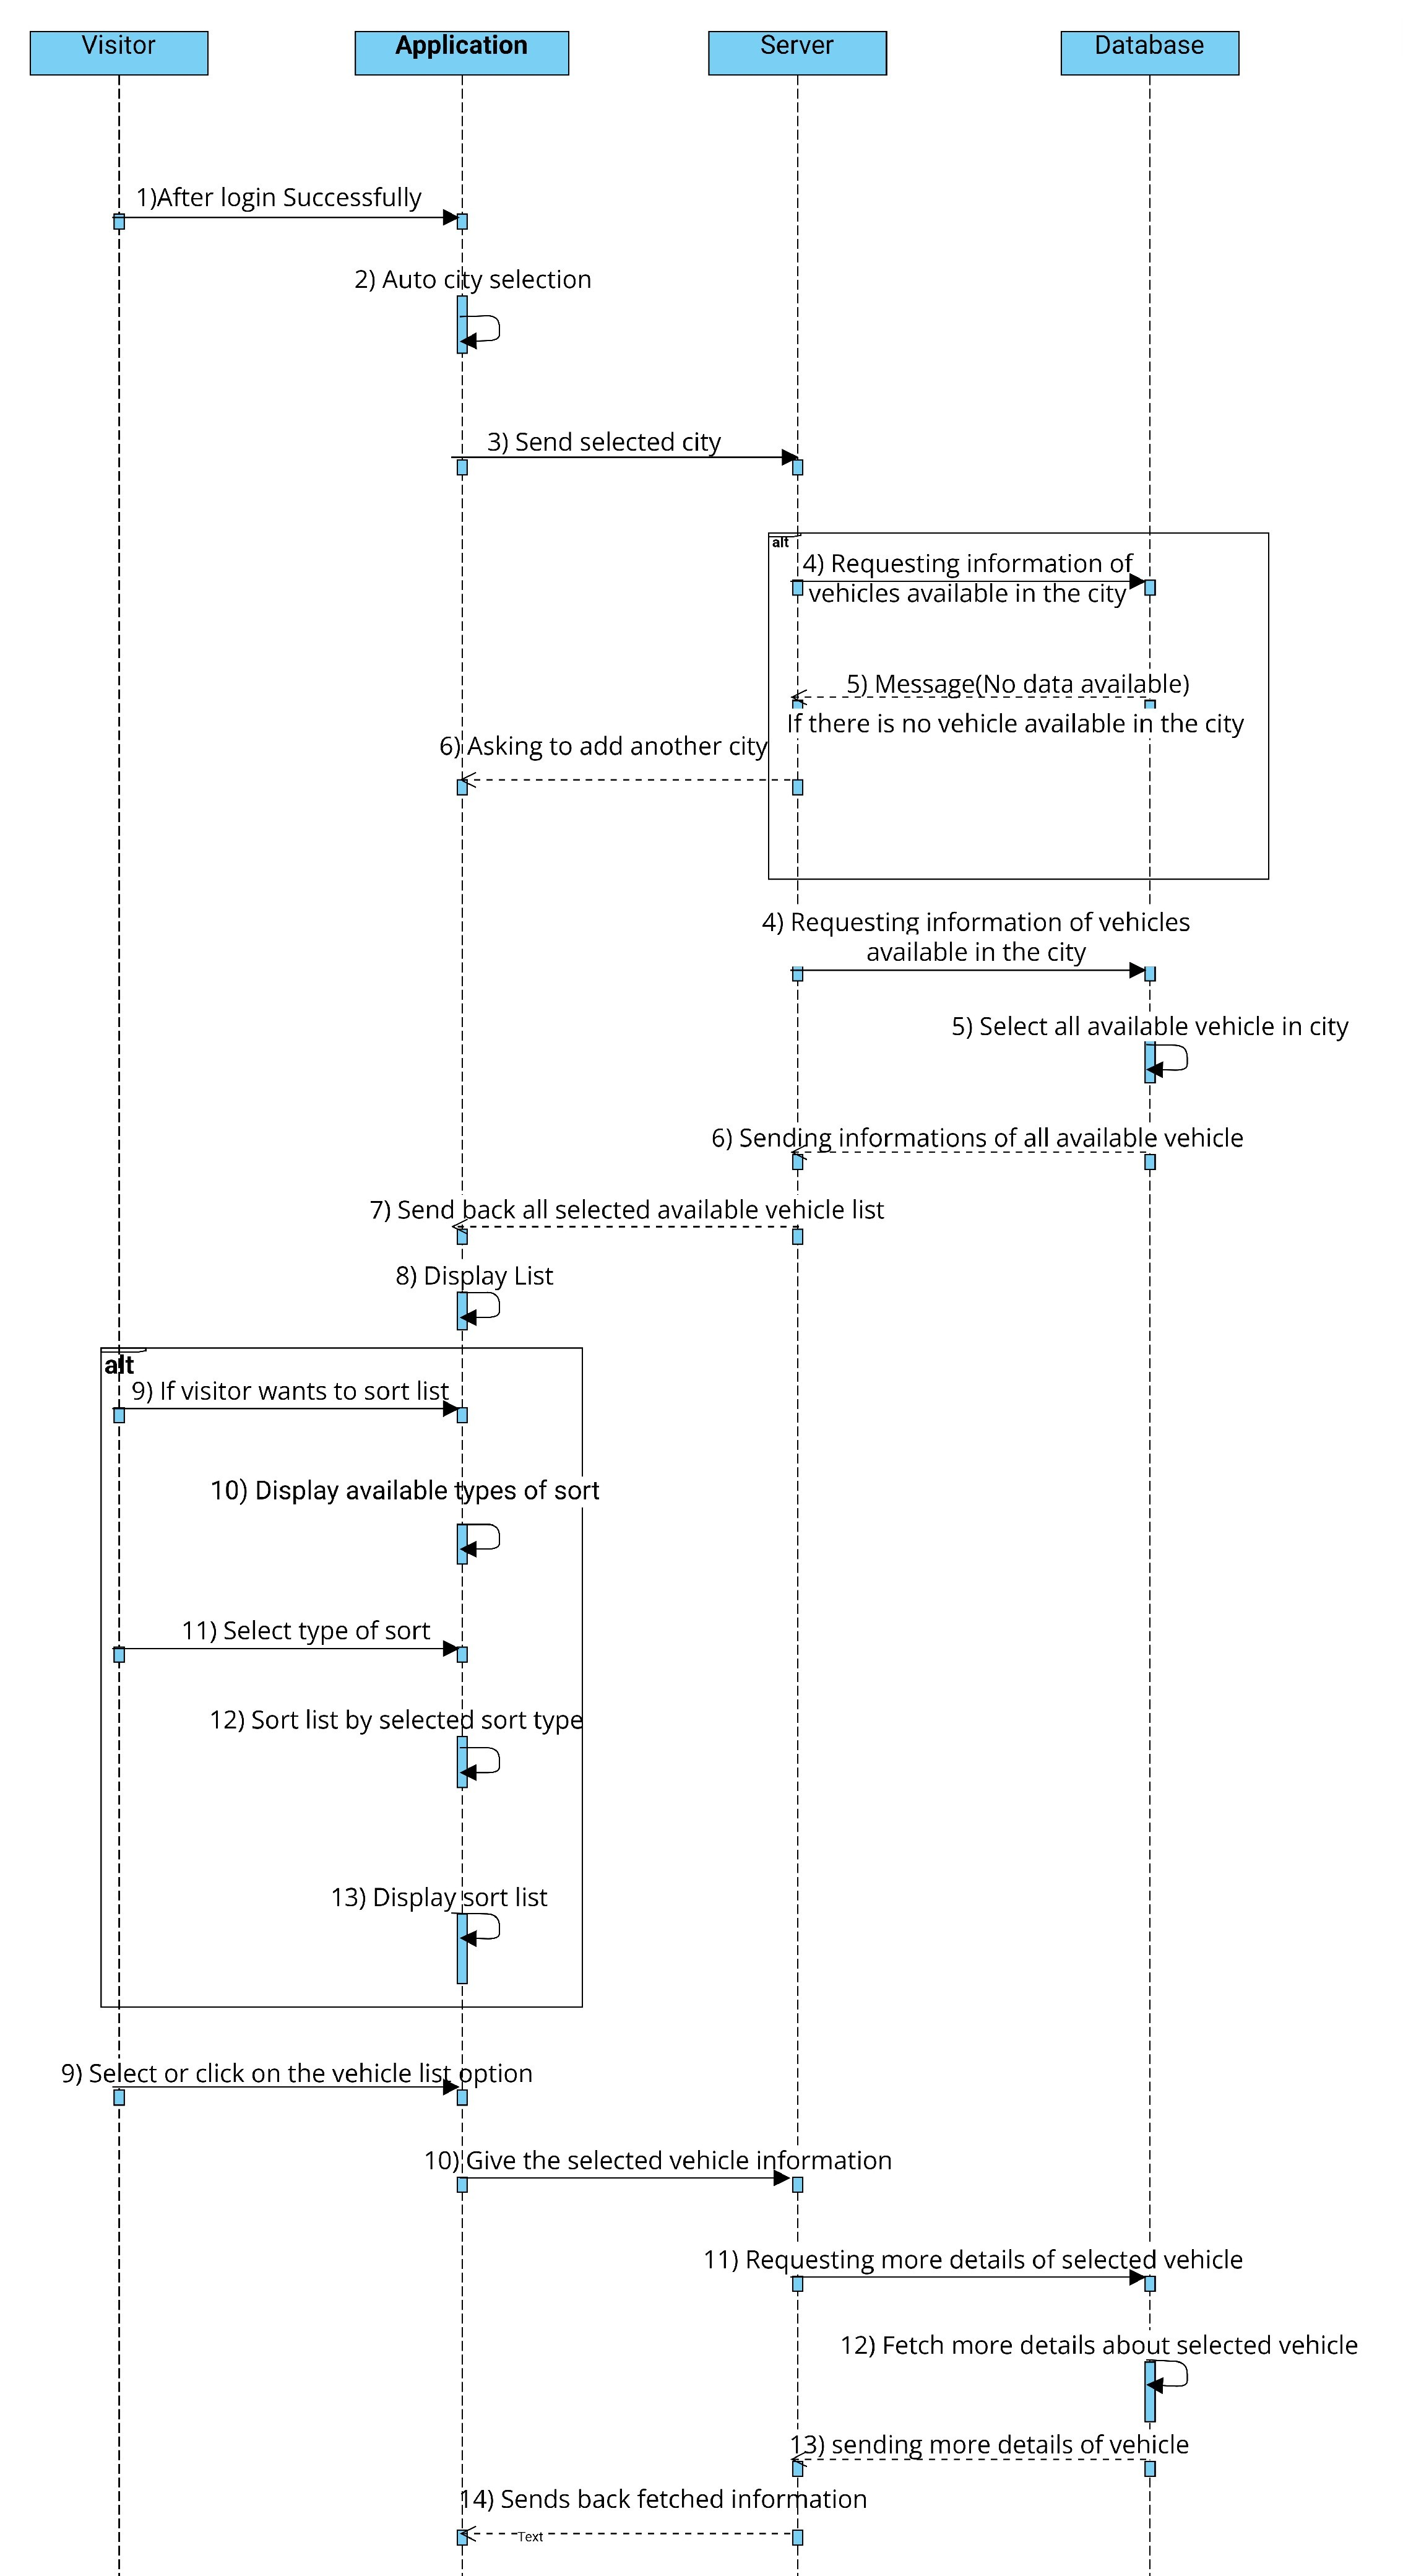 Visitor
Application
Server
Database
1)After login Successfully
2) Auto city selection
3) Send selected city
alt
4) Requesting information of
vehicles available in the city
5) Message(No data available)
If there is no vehicle available in the city
6) Asking to add another city
4) Requesting information of vehicles
available in the city
5) Select all available vehicle in city
6) Sending informations of all available vehicle
7) Send back all selected available vehicle list
8) Display List
alt
9) If visitor wants to sort list
10) Display available types of sort
11) Select type of sort
12) Sort list by selected sort type
13) Display sort list
9) Select or click on the vehicle list option
10) Give the selected vehicle information
11) Requesting more details of selected vehicle
12) Fetch more details about selected vehicle
13) sending more details of vehicle
14) Sends back fetched information
Text